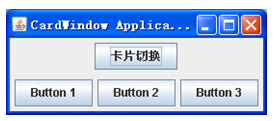 CardWindow Applica...
卡片切换
Button 1 Button 2 Button 3